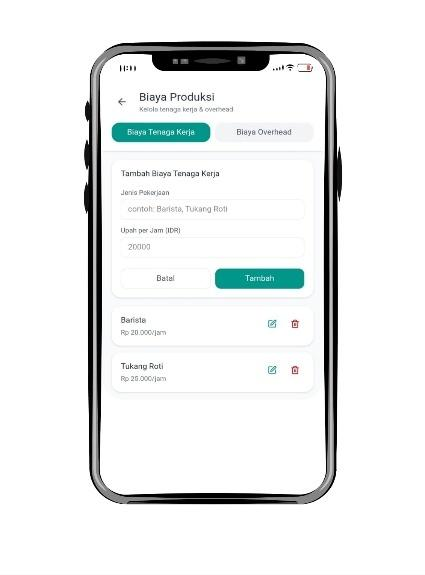 11:11
Biaya Produksi
Kelola tenaga kerja & overhead
Biaya Tenaga Kerja
Biaya Overhead
Tambah Biaya Tenaga Kerja
Jenis Pekerjaan
contoh: Barista, Tukang Roti
Upah per Jam (IDR)
20000
Batal
Tambah
Barista
Rp 20.000/jam
Tukang Roti
Rp 25.000/jam